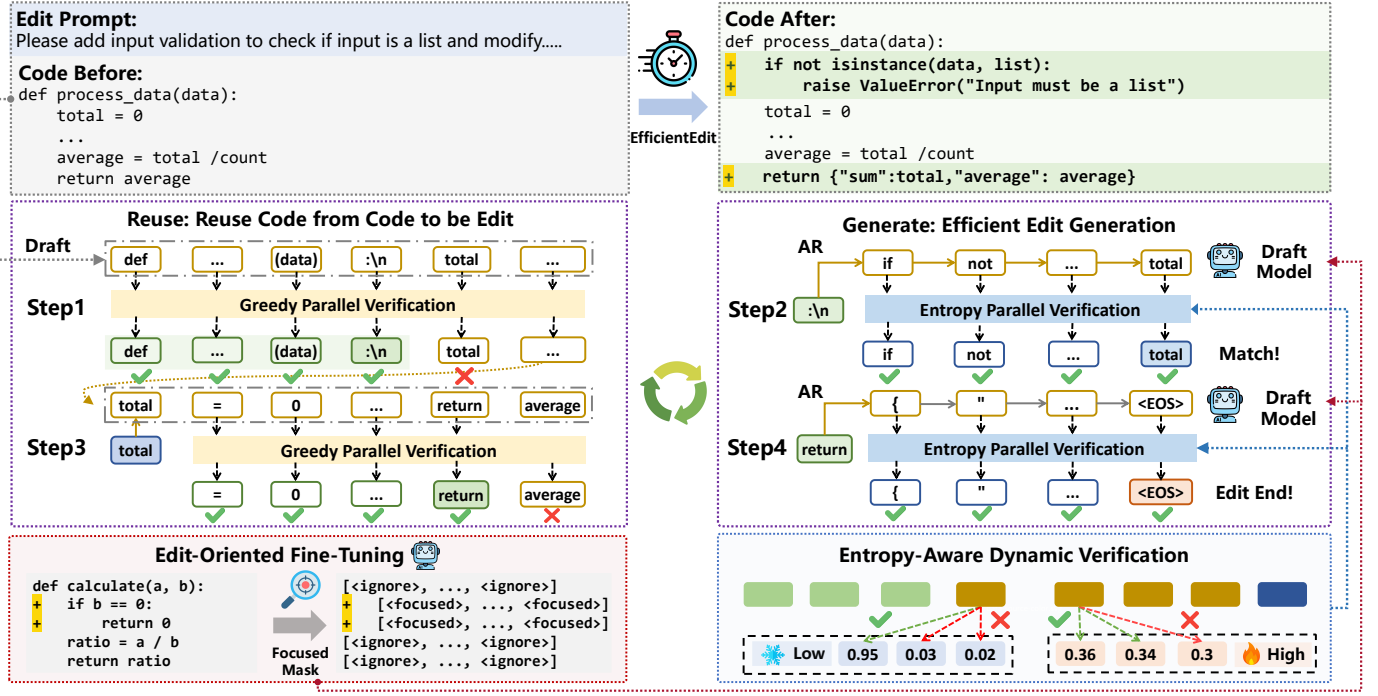 Edit Prompt:
Please add input validation to check if input is a list and modify.....
Code Before:
def process_data(data):
    total = 0
    ...
    average = total /count
    return average
EfficientEdit
Code After:
def process_data(data):
+   if not isinstance(data, list):
+       raise ValueError("Input must be a list")
    total = 0
    ...
    average = total /count
+   return {"sum":total,"average": average}
Reuse: Reuse Code from Code to be Edit
Draft
def ... (data) :\n total ...
Step1
Greedy Parallel Verification
def ... (data) :\n total ...
total = 0 ... return average
Step3
total
Greedy Parallel Verification
= 0 ... return average
Generate: Efficient Edit Generation
AR
if not ... total
Draft
Model
Step2
:\n
Entropy Parallel Verification
if not ... total
Match!
AR
{ " ... <EOS>
Draft
Model
Step4
return
Entropy Parallel Verification
{ " ... <EOS>
Edit End!
Edit-Oriented Fine-Tuning
def calculate(a, b):
+   if b == 0:
+       return 0
    ratio = a / b
    return ratio
Focused
Mask
[<ignore>, ..., <ignore>]
+   [<focused>, ..., <focused>]
+   [<focused>, ..., <focused>]
[<ignore>, ..., <ignore>]
[<ignore>, ..., <ignore>]
Entropy-Aware Dynamic Verification
Low 0.95 0.03 0.02
0.36 0.34 0.3 High